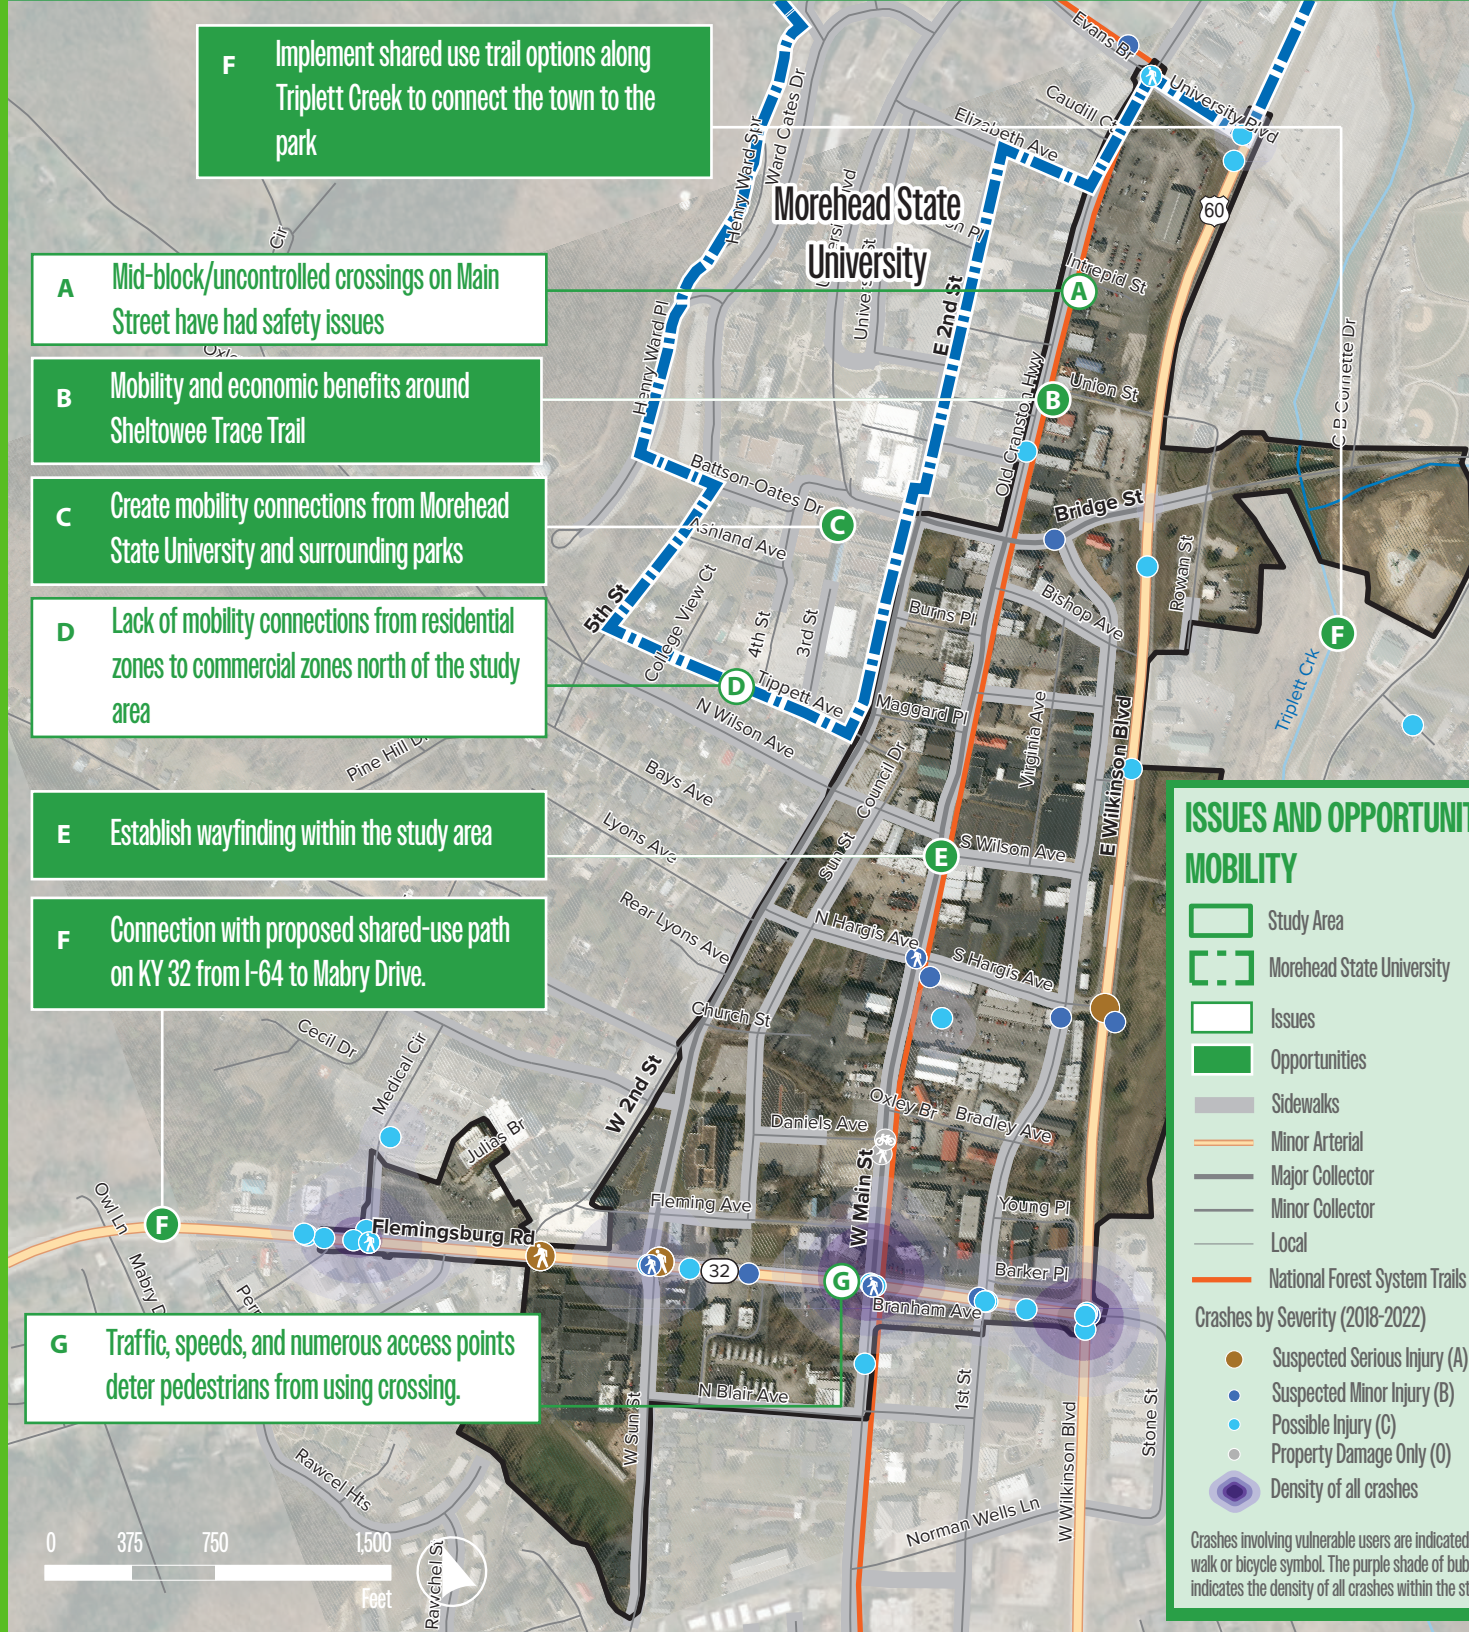 F
Implement shared use trail options along
Triplett Creek to connect the town to the
park
A
Mid-block/uncontrolled crossings on Main
Street have had safety issues
B
Mobility and economic benefits around
Sheltowee Trace Trail
C
Create mobility connections from Morehead
State University and surrounding parks
D
Lack of mobility connections from residential
zones to commercial zones north of the study
area
E
Establish wayfinding within the study area
F
Connection with proposed shared-use path
on KY 32 from I-64 to Mabry Drive.
G
Traffic, speeds, and numerous access points
deter pedestrians from using crossing.
Morehead State
University
Evans Br
University Blvd
Caudill Ct
Elizabeth Ave
Ward Cates Dr
Henry Ward Spr
60
Cir
Intrepid St
A
E 2nd St
Henry Ward Pl
Old Cranston Hwy
Union St
B
C B Cornette Dr
Battson-Oates Dr
C
Bridge St
Ashland Ave
5th St
College View Ct
4th St
3rd St
Burns Pl
Bishop Ave
Rowan St
F
Triplett Crk
D
Tippett Ave
Maggard Pl
N Wilson Ave
Virginia Ave
E Wilkinson Blvd
Pine Hill D
Bays Ave
Council Dr
Lyons Ave
Sun St
E
S Wilson Ave
Rear Lyons Ave
N Hargis Ave
S Hargis Ave
Church St
Cecil Dr
Medical Cir
W 2nd St
Julias Br
Oxley Br
Bradley Ave
Daniels Ave
W Main St
Fleming Ave
Young Pl
Owl Ln
F
Flemingsburg Rd
32
G
Barker Pl
Branham Ave
Mabry D
N Blair Ave
W Sun St
1st St
W Wilkinson Blvd
Stone St
Rawcel Hts
Norman Wells Ln
Rawchel St
0
375
750
1,500
Feet
ISSUES AND OPPORTUNIT
MOBILITY
Study Area
Morehead State University
Issues
Opportunities
Sidewalks
Minor Arterial
Major Collector
Minor Collector
Local
National Forest System Trails
Crashes by Severity (2018-2022)
Suspected Serious Injury (A)
Suspected Minor Injury (B)
Possible Injury (C)
Property Damage Only (O)
Density of all crashes
Crashes involving vulnerable users are indicated
walk or bicycle symbol. The purple shade of bub
indicates the density of all crashes within the st